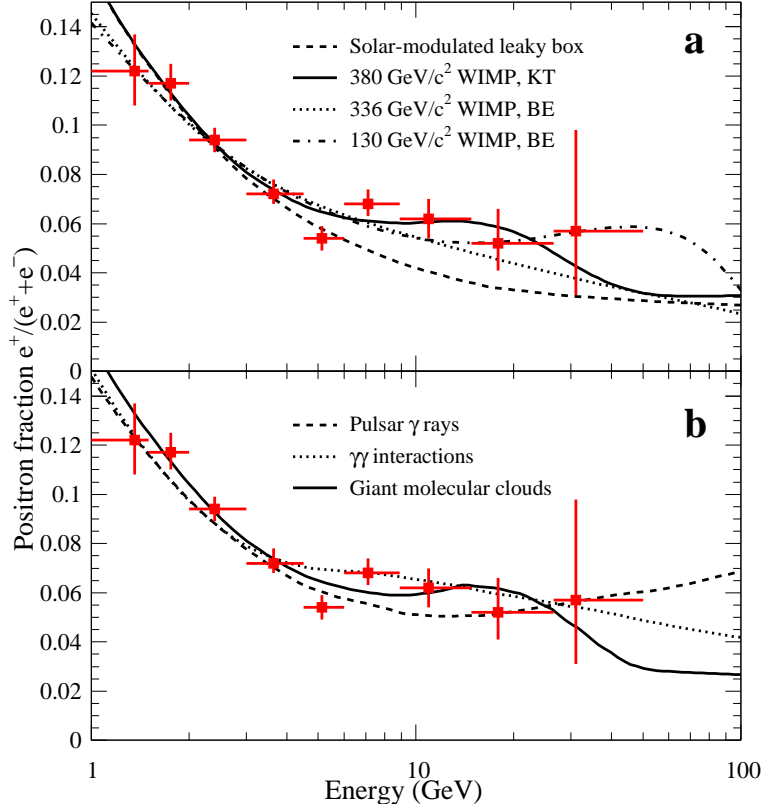 0.14
0.12
0.1
0.08
0.06
0.04
0.02
0
a
Solar-modulated leaky box
380 GeV/c² WIMP, KT
336 GeV/c² WIMP, BE
130 GeV/c² WIMP, BE
Positron fraction e⁺/(e⁺+e⁻)
0.14
0.12
0.1
0.08
0.06
0.04
0.02
0
b
Pulsar γ rays
γγ interactions
Giant molecular clouds
1 10 100
Energy (GeV)